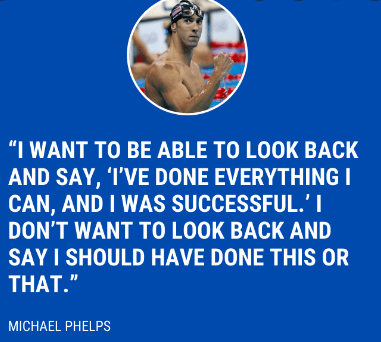 “I WANT TO BE ABLE TO LOOK BACK
AND SAY, ‘I’VE DONE EVERYTHING I
CAN, AND I WAS SUCCESSFUL.’ I
DON’T WANT TO LOOK BACK AND
SAY I SHOULD HAVE DONE THIS OR
THAT.”
MICHAEL PHELPS